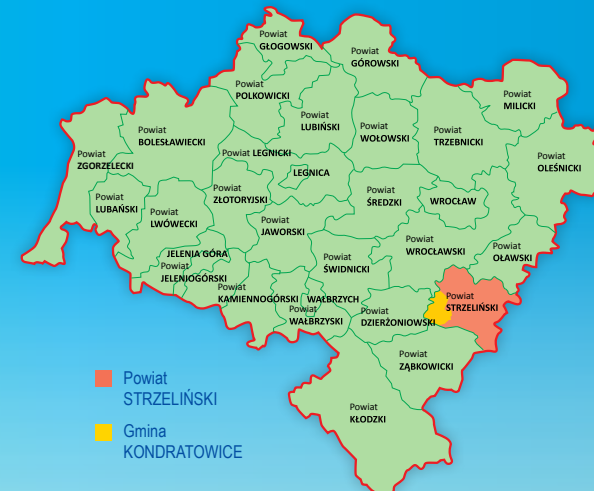 Powiat
GŁOGOWSKI
Powiat
GÓROWSKI
Powiat
POLKOWICKI
Powiat
MILICKI
Powiat
LUBIŃSKI
Powiat
BOLESŁAWIECKI
Powiat
WOŁOWSKI
Powiat
TRZEBNICKI
Powiat
ZGORZELECKI
Powiat LEGNICKI
Powiat
OLEŚNICKI
LEGNICA
Powiat
LUBAŃSKI
Powiat
ZŁOTORYJSKI
Powiat
ŚREDZKI
WROCŁAW
Powiat
LWÓWECKI
Powiat
JAWORSKI
Powiat
WROCŁAWSKI
Powiat
OŁAWSKI
JELENIA GÓRA
Powiat
JELENIOGÓRSKI
Powiat
ŚWIDNICKI
Powiat
KAMIENNOGÓRSKI
WAŁBRZYCH
Powiat
STRZELIŃSKI
Powiat
WAŁBRZYSKI
Powiat
DZIERŻONIOWSKI
Powiat
ZĄBKOWICKI
Powiat
KŁODZKI
Powiat
STRZELIŃSKI
Gmina
KONDRATOWICE